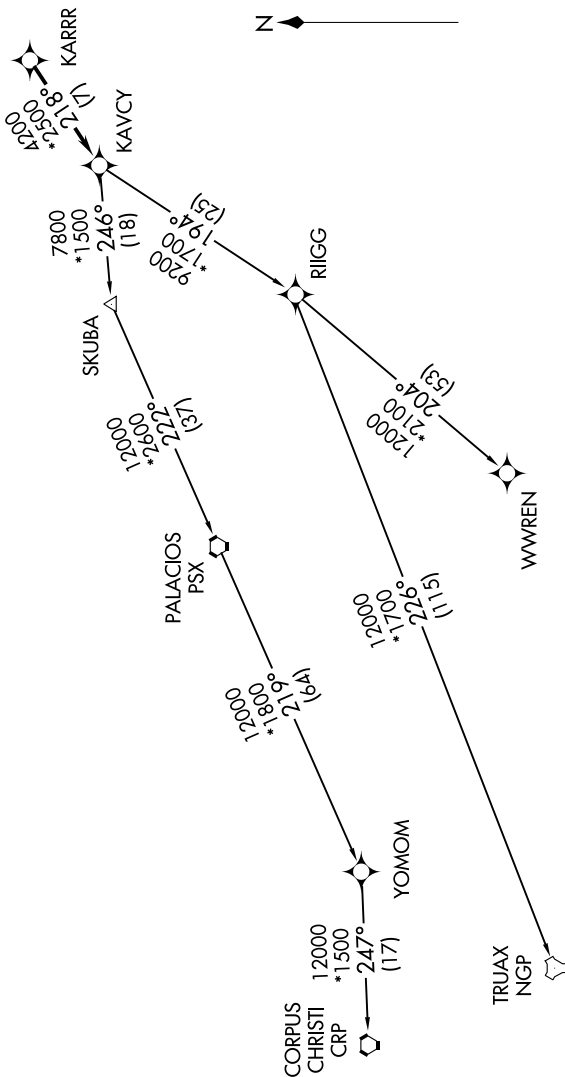 N
KARRR
4200
*2500
218°
(7)
KAVCY
7800
*1500
246°
(18)
SKUBA
9200
*1700
194°
(25)
RIIGG
12000
*2600
222°
(37)
PALACIOS
PSX
12000
*2100
204°
(53)
WWREN
12000
*1700
226°
(115)
12000
*1800
219°
(64)
YOMOM
12000
*1500
247°
(17)
CORPUS
CHRISTI
CRP
TRUAX
NGP